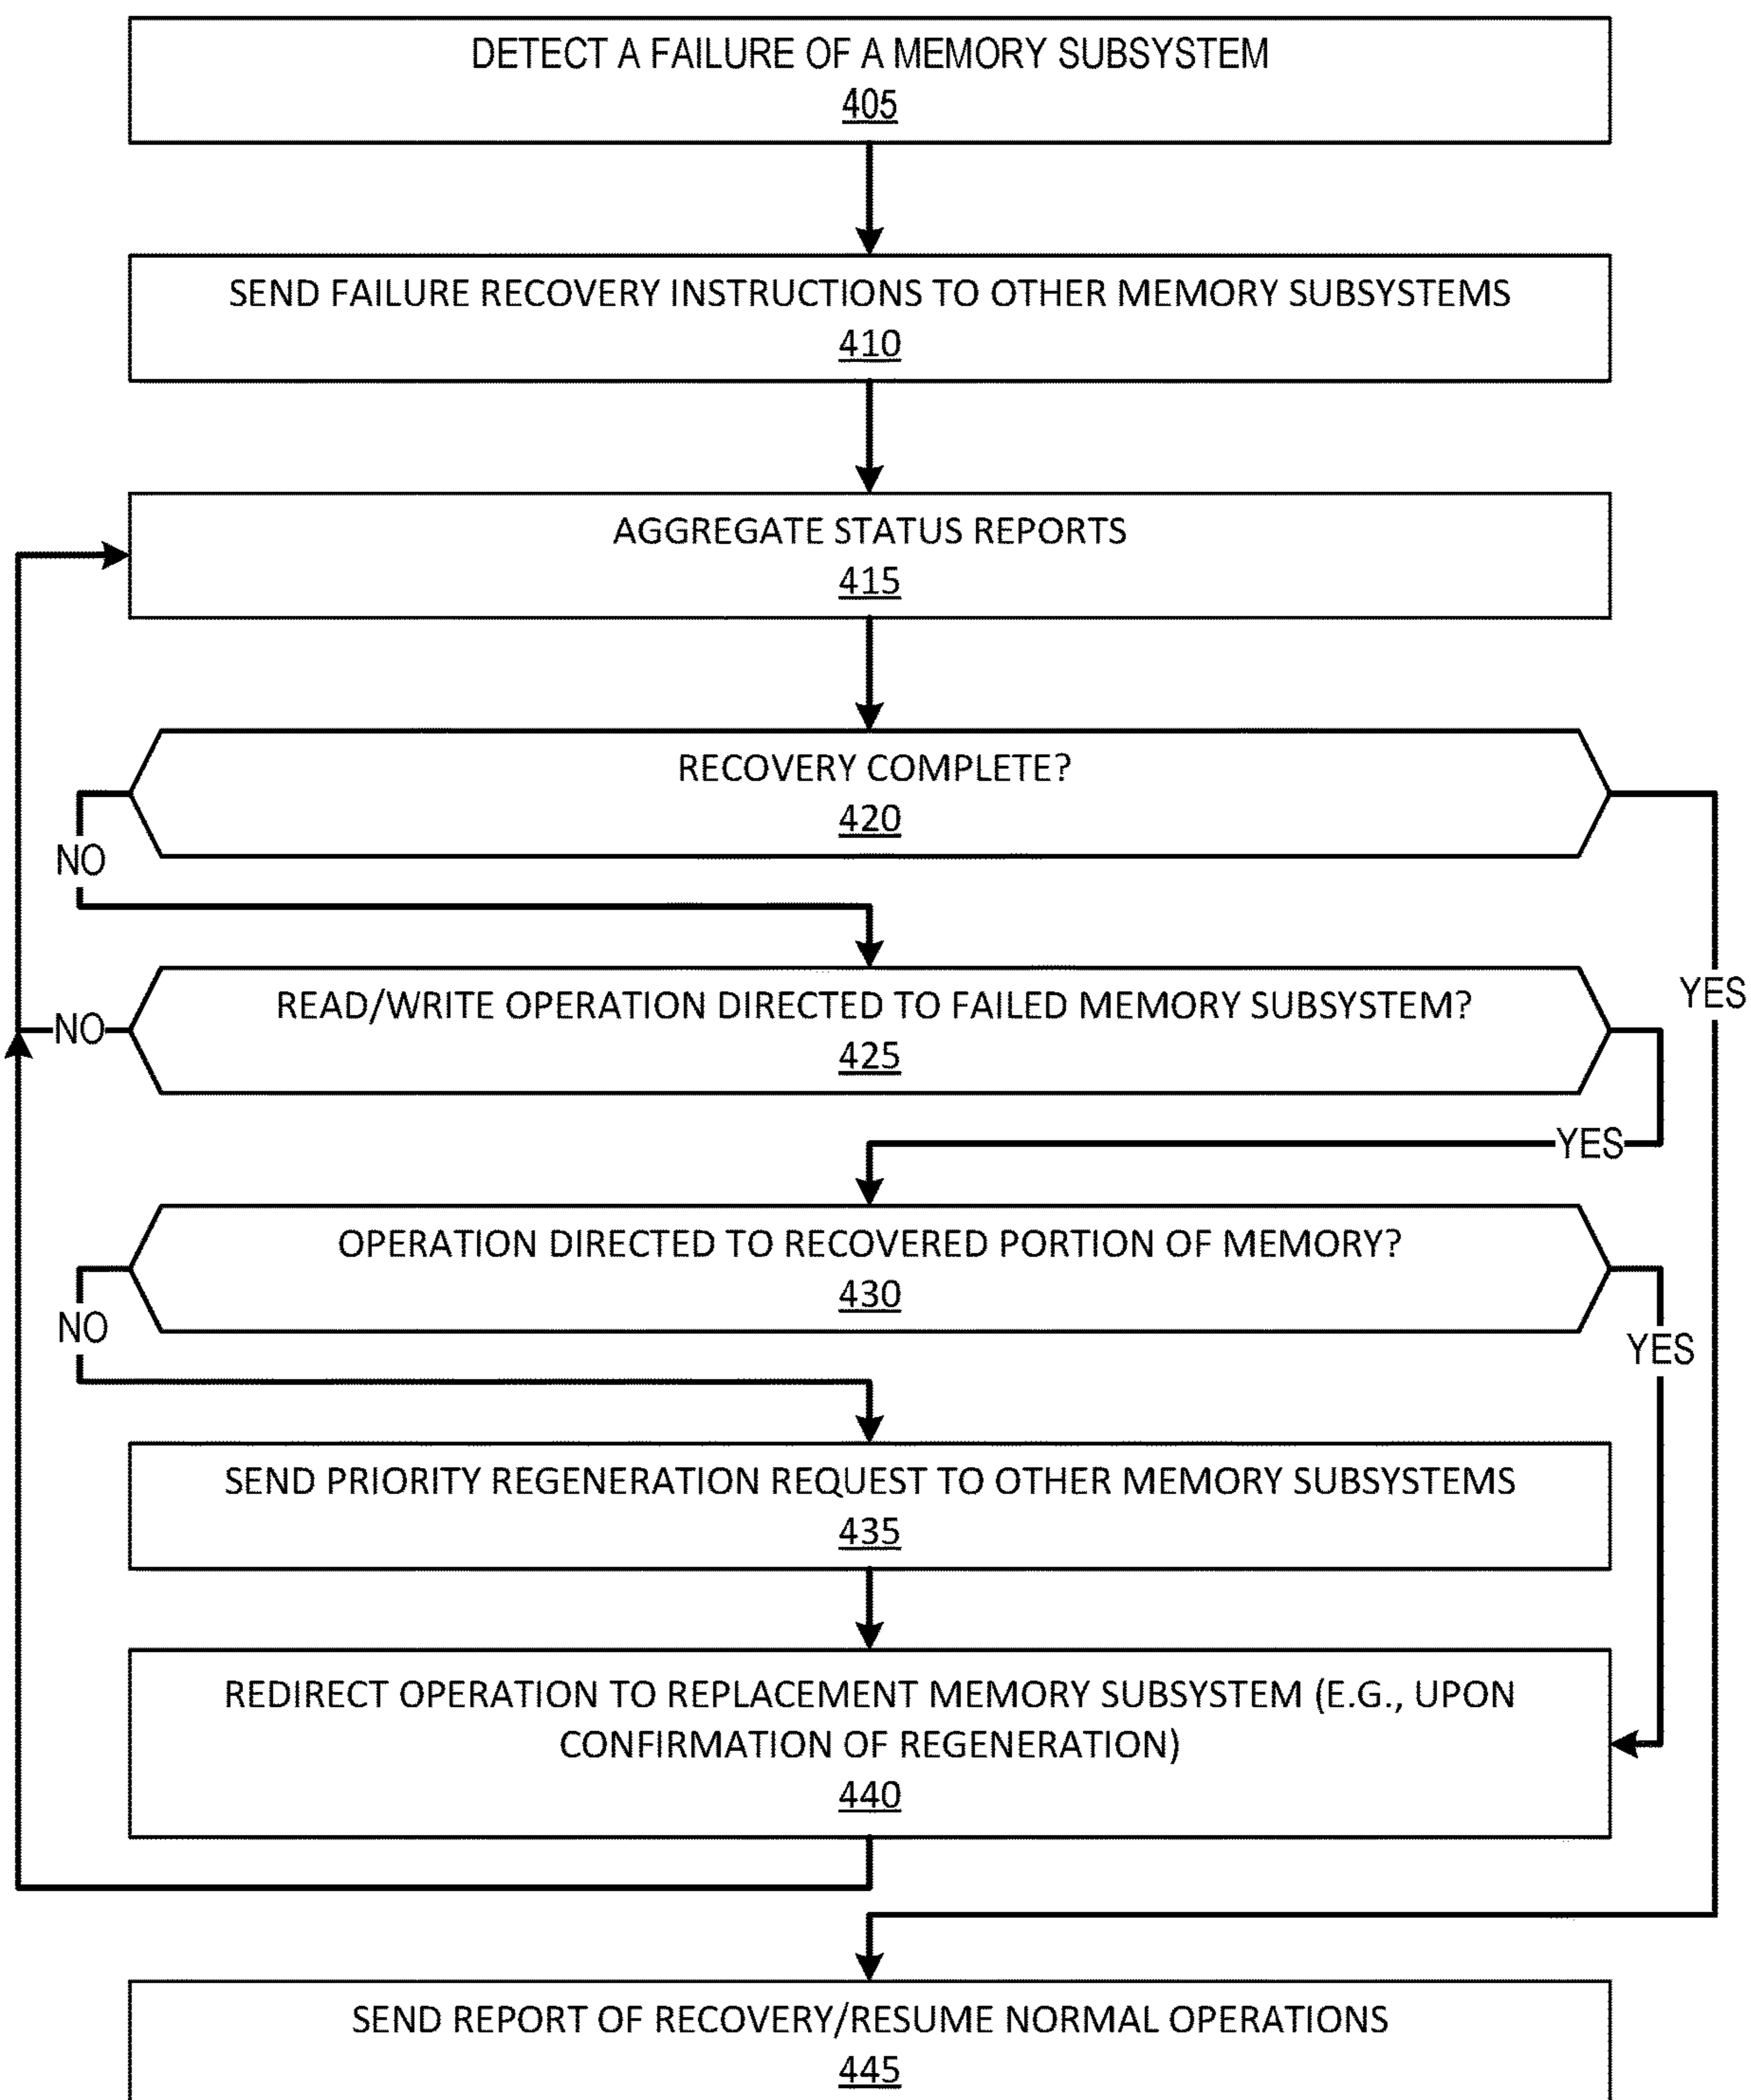 DETECT A FAILURE OF A MEMORY SUBSYSTEM
405
SEND FAILURE RECOVERY INSTRUCTIONS TO OTHER MEMORY SUBSYSTEMS
410
AGGREGATE STATUS REPORTS
415
RECOVERY COMPLETE?
420
NO
YES
READ/WRITE OPERATION DIRECTED TO FAILED MEMORY SUBSYSTEM?
425
NO
YES
OPERATION DIRECTED TO RECOVERED PORTION OF MEMORY?
430
NO
YES
SEND PRIORITY REGENERATION REQUEST TO OTHER MEMORY SUBSYSTEMS
435
REDIRECT OPERATION TO REPLACEMENT MEMORY SUBSYSTEM (E.G., UPON
CONFIRMATION OF REGENERATION)
440
SEND REPORT OF RECOVERY/RESUME NORMAL OPERATIONS
445